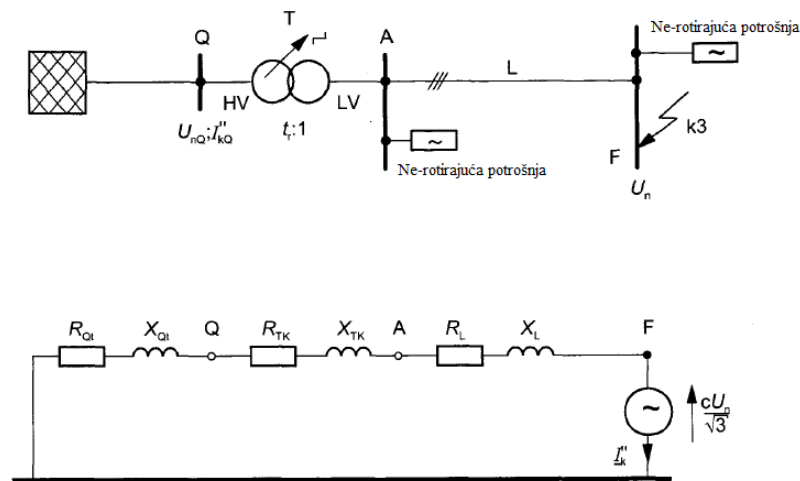 Ne-rotirajuća potrošnja
Q T A
L
HV LV
k3
U_nQ; I"_kQ t_r:1
Ne-rotirajuća potrošnja
F
U_n
R_Qt X_Qt Q R_TK X_TK A R_L X_L F
~
cU_n
√3
I"_k